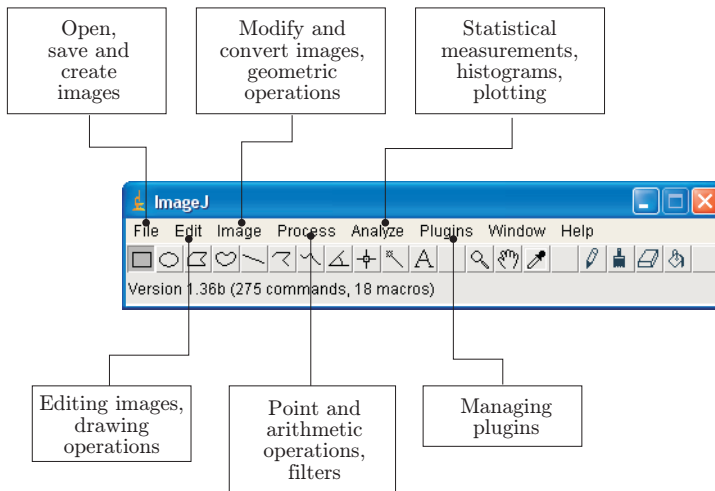 Open,
save and
create
images
Modify and
convert images,
geometric
operations
Statistical
measurements,
histograms,
plotting
ImageJ
File Edit Image Process Analyze Plugins Window Help
A
Version 1.36b (275 commands, 18 macros)
Editing images,
drawing
operations
Point and
arithmetic
operations,
filters
Managing
plugins